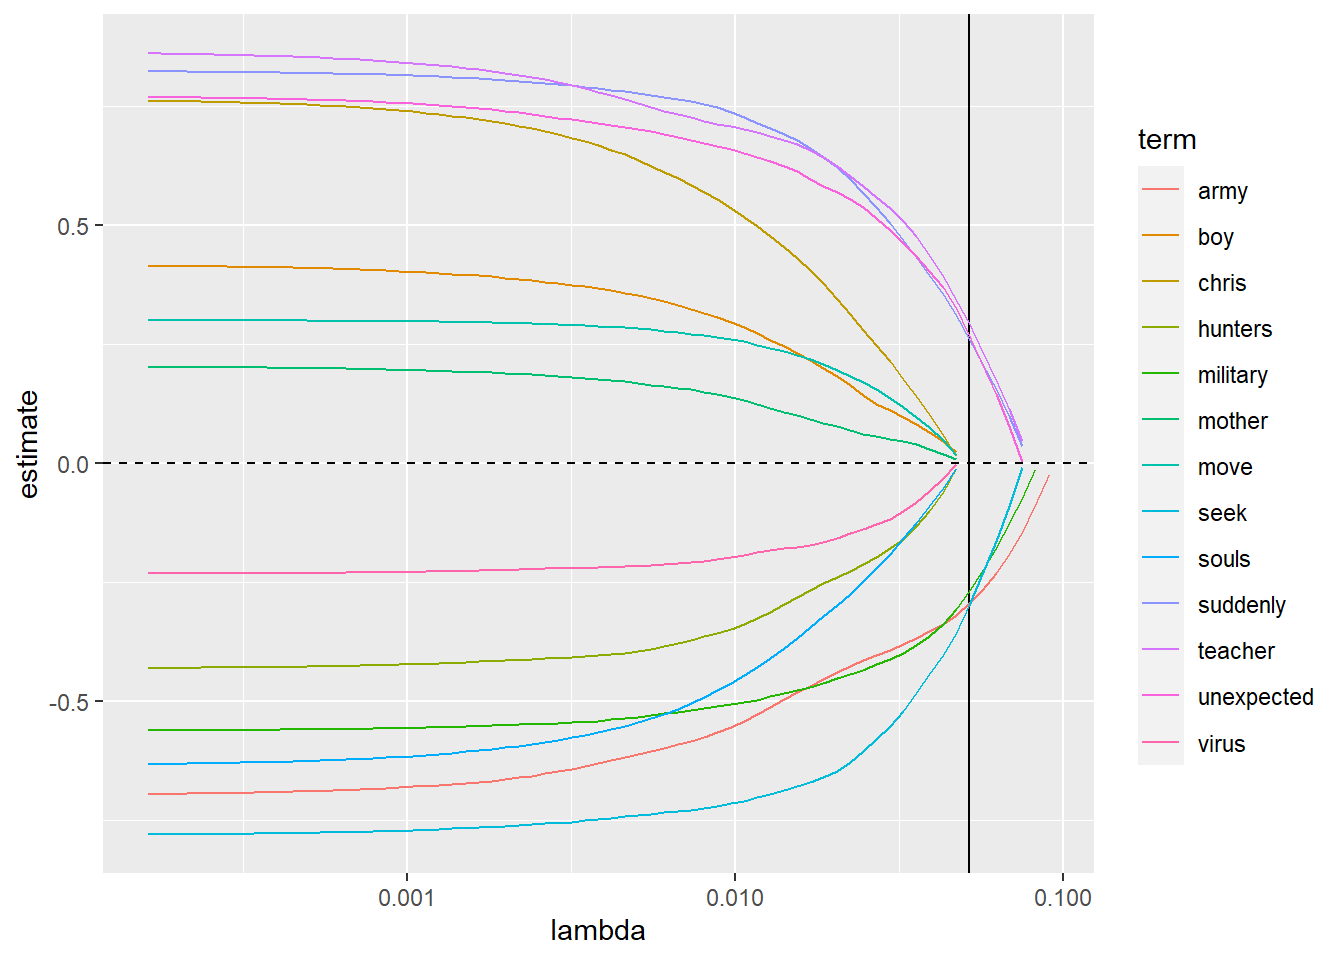 term
army
boy
chris
hunters
military
mother
move
seek
souls
suddenly
teacher
unexpected
virus
estimate
0.5
0.0
-0.5
0.001
0.010
0.100
lambda